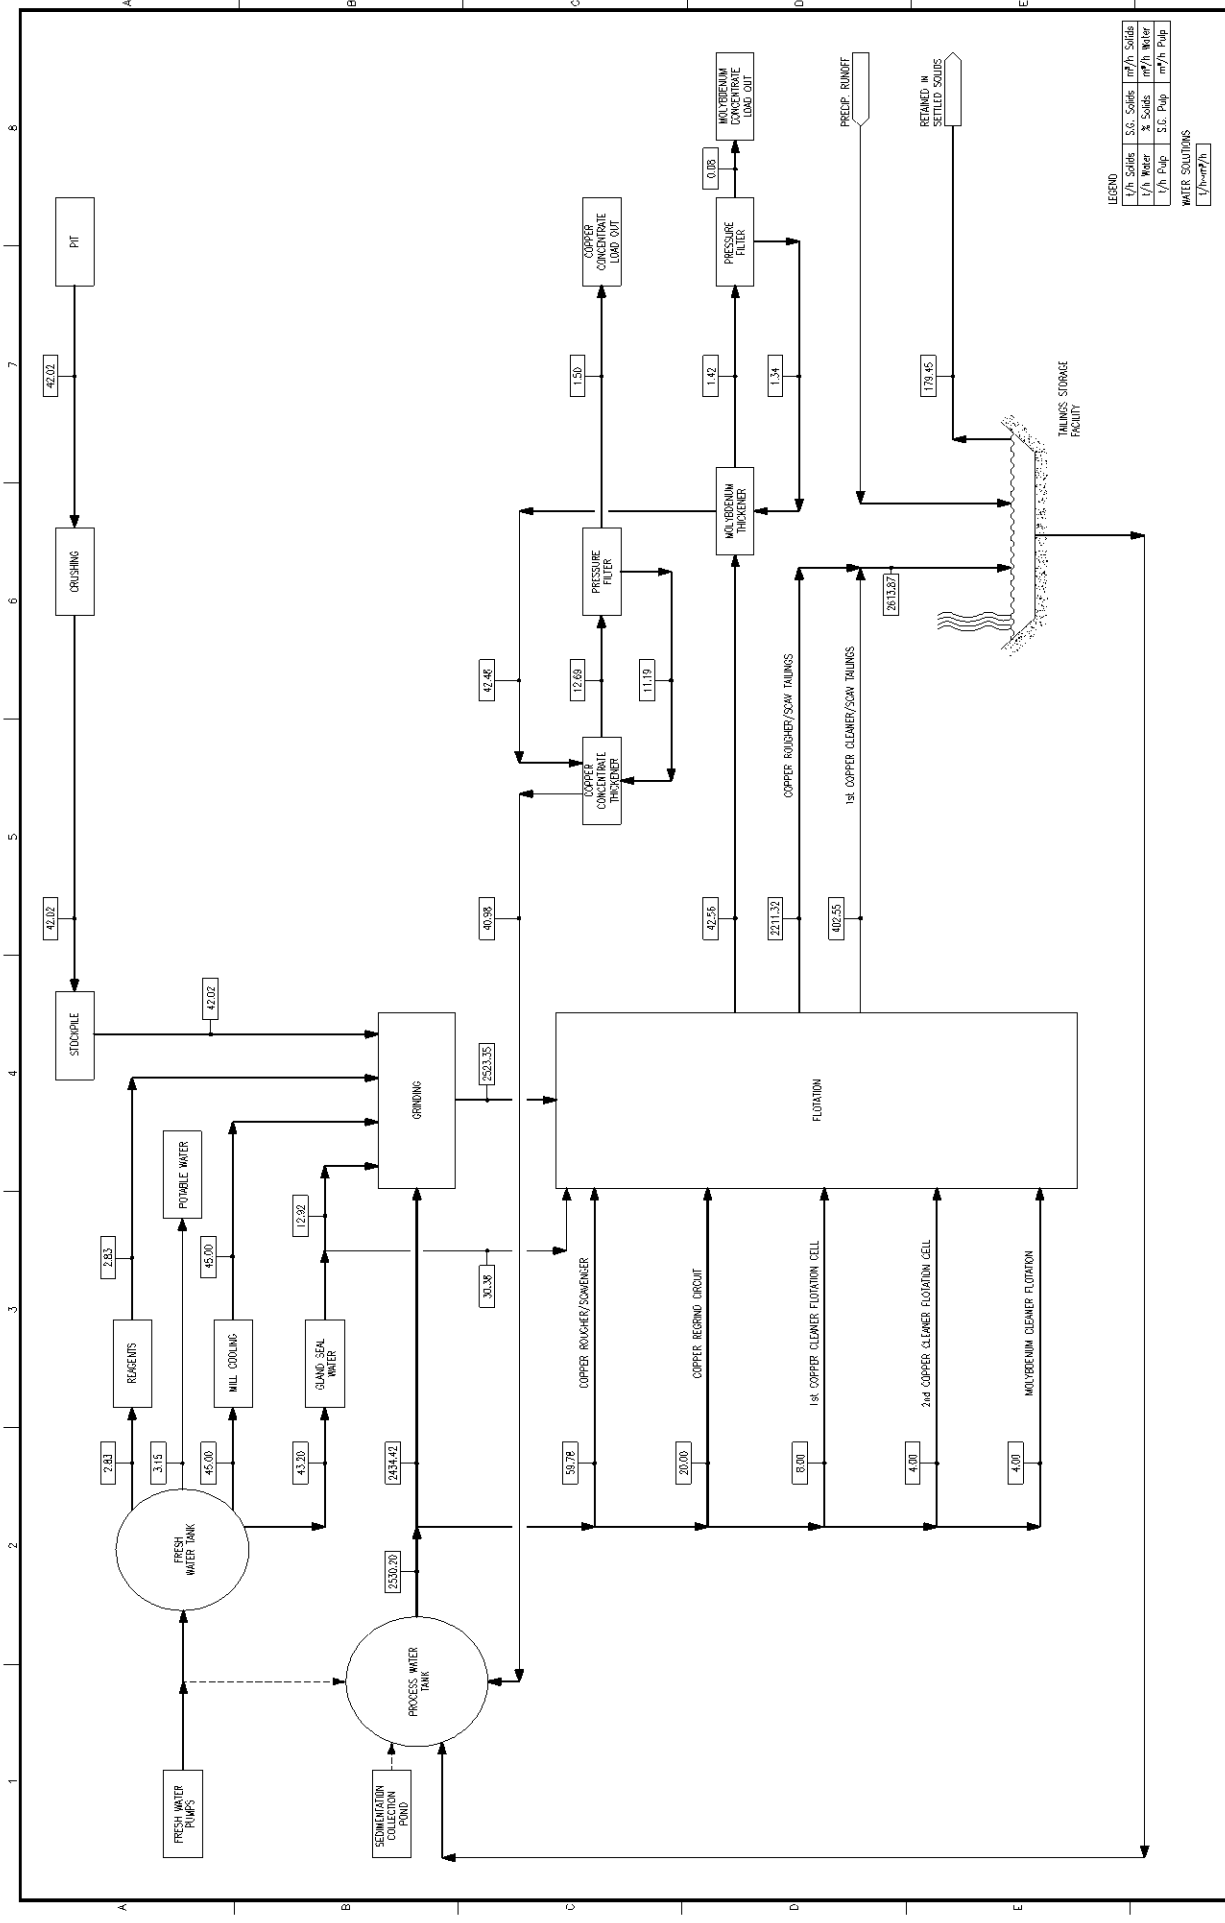 A
B
C
D
E
8
7
6
5
4
3
2
1
A
B
C
D
E
FRESH WATER
PUMPS
FRESH
WATER TANK
2.83
REAGENTS
2.83
3.15
POTABLE WATER
45.00
MILL COOLING
45.00
43.20
GLAND SEAL
WATER
12.92
30.38
STOCKPILE
42.02
42.02
CRUSHING
42.02
PIT
SEDIMENTATION
COLLECTION
POND
PROCESS WATER
TANK
2530.20
2434.42
GRINDING
2523.35
40.98
42.48
59.78
COPPER ROUGHER/SCAVENGER
20.00
COPPER REGRIND CIRCUIT
8.00
1st COPPER CLEANER FLOTATION CELL
4.00
2nd COPPER CLEANER FLOTATION CELL
4.00
MOLYBDENUM CLEANER FLOTATION
FLOTATION
COPPER
CONCENTRATE
THICKENER
12.69
11.19
PRESSURE
FILTER
1.50
COPPER
CONCENTRATE
LOAD OUT
42.56
MOLYBDENUM
THICKENER
1.42
1.34
PRESSURE
FILTER
0.08
MOLYBDENUM
CONCENTRATE
LOAD OUT
2211.32
COPPER ROUGHER/SCAV TAILINGS
402.55
1st COPPER CLEANER/SCAV TAILINGS
2613.87
PRECIP. RUNOFF
179.45
RETAINED IN
SETTLED SOLIDS
TAILINGS STORAGE
FACILITY
LEGEND
t/h Solids S.G. Solids m³/h Solids
t/h Water % Solids m³/h Water
t/h Pulp S.G. Pulp m³/h Pulp
WATER SOLUTIONS
t/h~m³/h